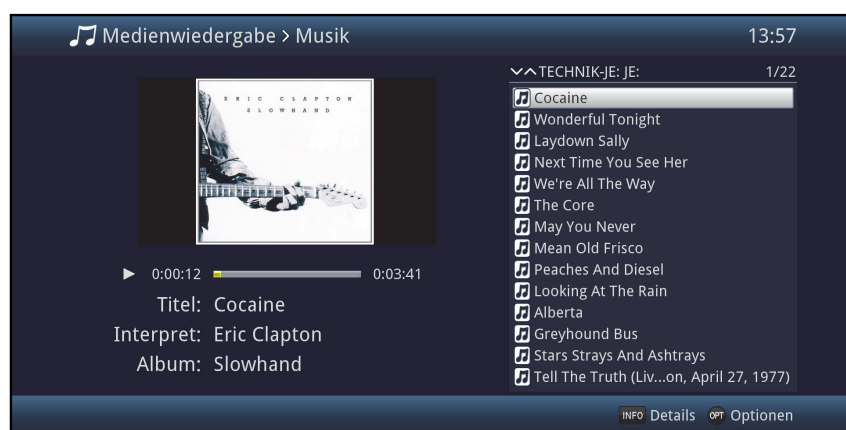 Medienwiedergabe > Musik
13:57
TECHNIK-JE: JE:
1/22
ERIC CLAPTON
SLOWHAND
Cocaine
Wonderful Tonight
Laydown Sally
Next Time You See Her
We're All The Way
The Core
May You Never
Mean Old Frisco
Peaches And Diesel
Looking At The Rain
Alberta
Greyhound Bus
Stars Strays And Ashtrays
Tell The Truth (Liv...on, April 27, 1977)
0:00:12
0:03:41
Titel: Cocaine
Interpret: Eric Clapton
Album: Slowhand
INFO Details
OPT Optionen